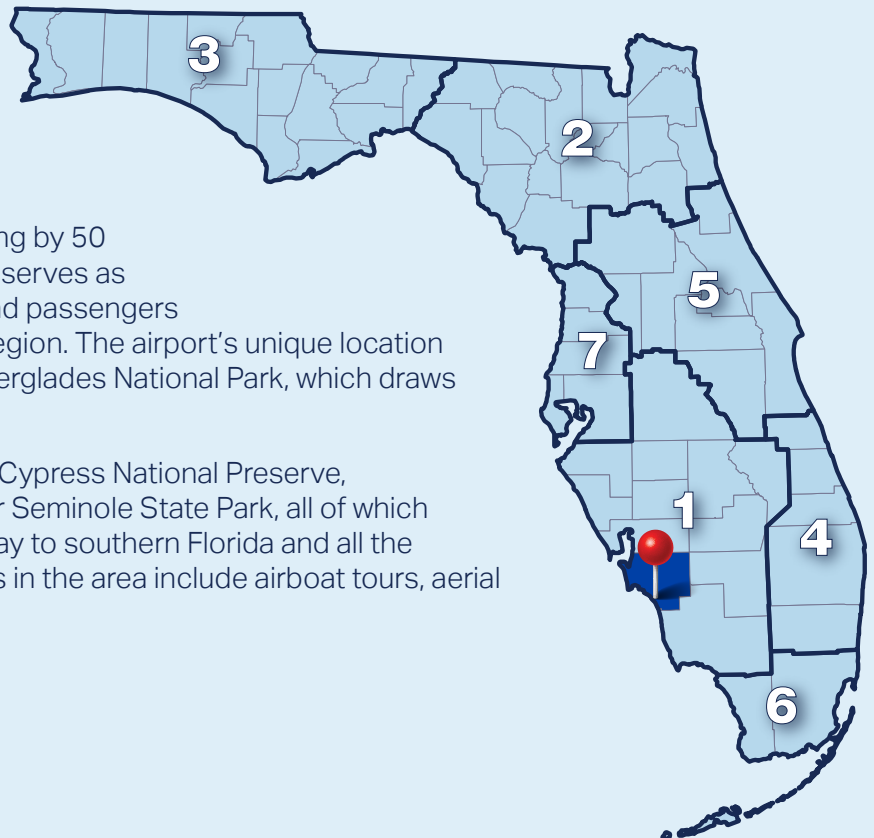 3
2
ng by 50
serves as
5
nd passengers
egion. The airport's unique location
7
erglades National Park, which draws
Cypress National Preserve,
r Seminole State Park, all of which
1
ay to southern Florida and all the
4
s in the area include airboat tours, aerial
6